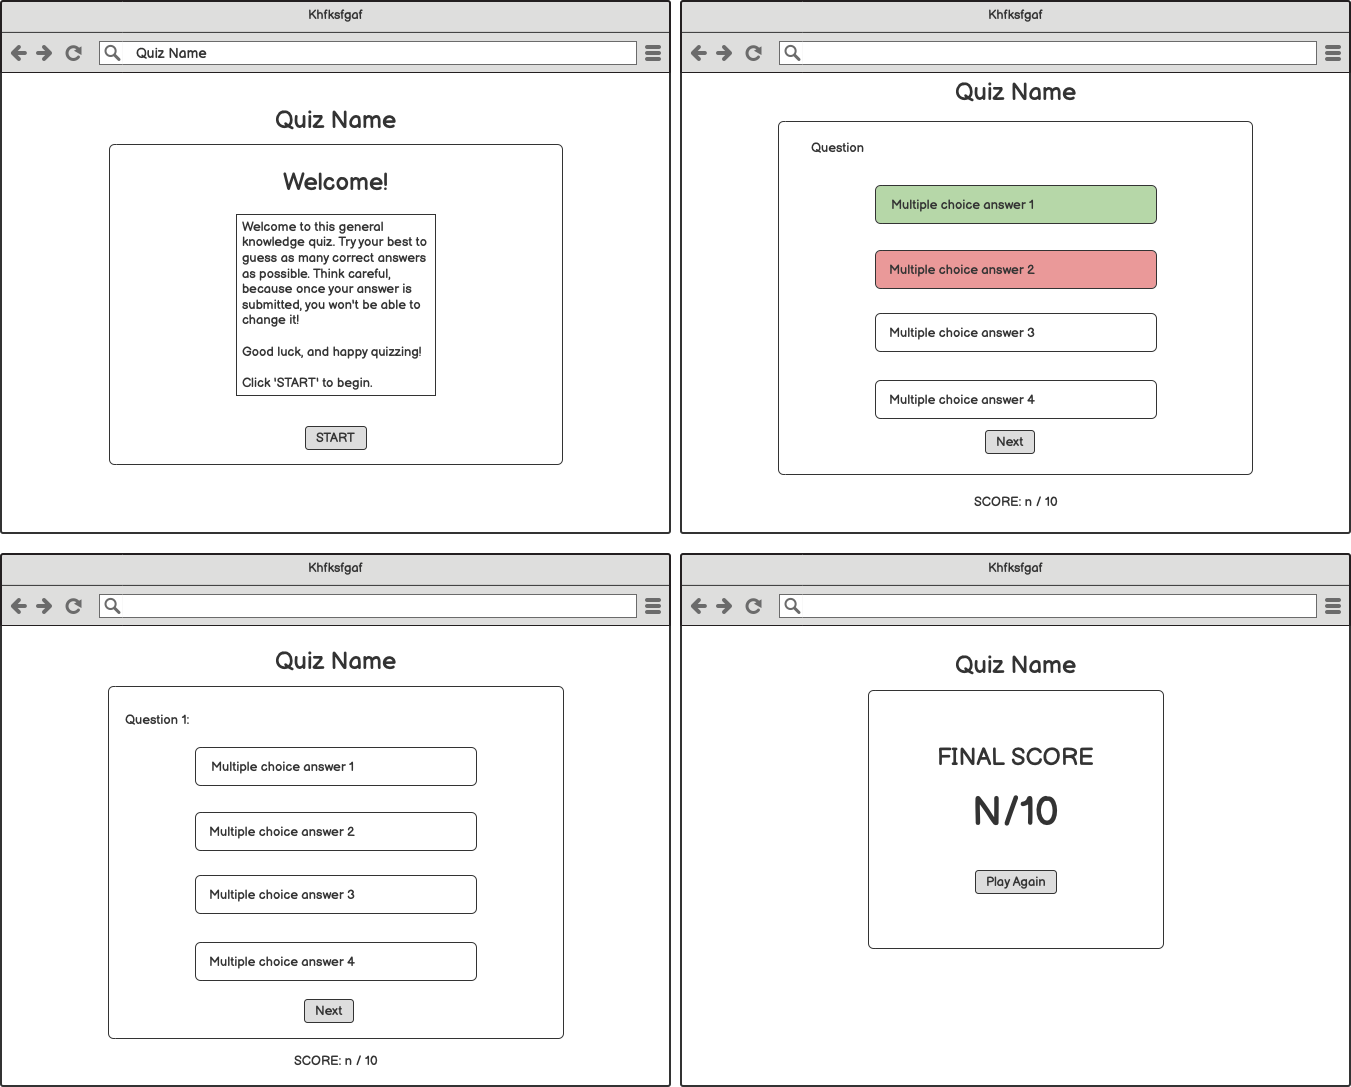 Khfksfgaf
Quiz Name
Quiz Name
Welcome!
Welcome to this general
knowledge quiz. Try your best to
guess as many correct answers
as possible. Think careful,
because once your answer is
submitted, you won't be able to
change it!
Good luck, and happy quizzing!
Click 'START' to begin.
START
Khfksfgaf
Quiz Name
Question
Multiple choice answer 1
Multiple choice answer 2
Multiple choice answer 3
Multiple choice answer 4
Next
SCORE: n / 10
Khfksfgaf
Quiz Name
Question 1:
Multiple choice answer 1
Multiple choice answer 2
Multiple choice answer 3
Multiple choice answer 4
Next
SCORE: n / 10
Khfksfgaf
Quiz Name
FINAL SCORE
N/10
Play Again